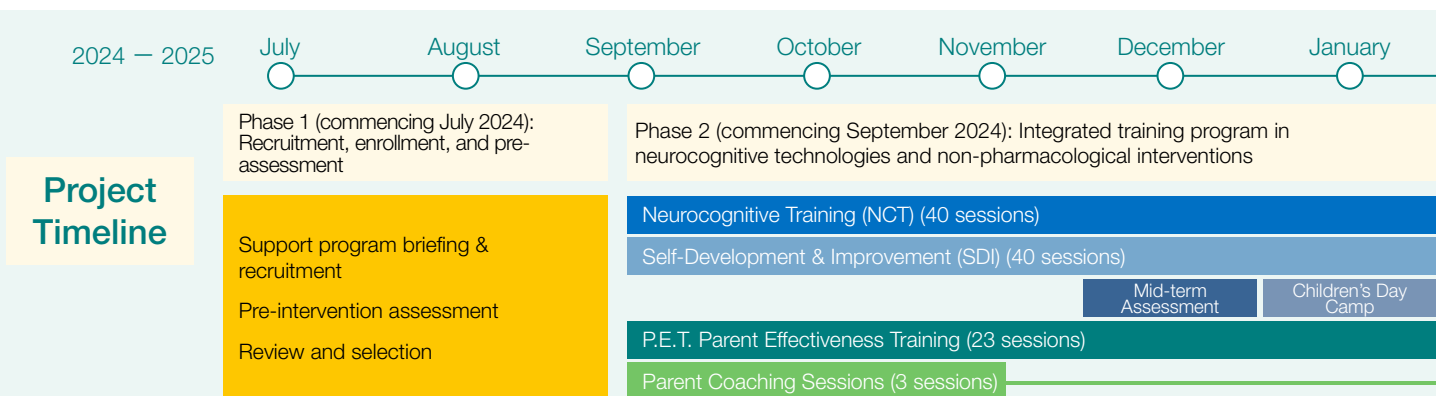 2024 — 2025
July
August
September
October
November
December
January
Project
Timeline
Phase 1 (commencing July 2024):
Recruitment, enrollment, and pre-
assessment
Phase 2 (commencing September 2024): Integrated training program in
neurocognitive technologies and non-pharmacological interventions
Support program briefing &
recruitment
Pre-intervention assessment
Review and selection
Neurocognitive Training (NCT) (40 sessions)
Self-Development & Improvement (SDI) (40 sessions)
Mid-term
Assessment
Children's Day
Camp
P.E.T. Parent Effectiveness Training (23 sessions)
Parent Coaching Sessions (3 sessions)